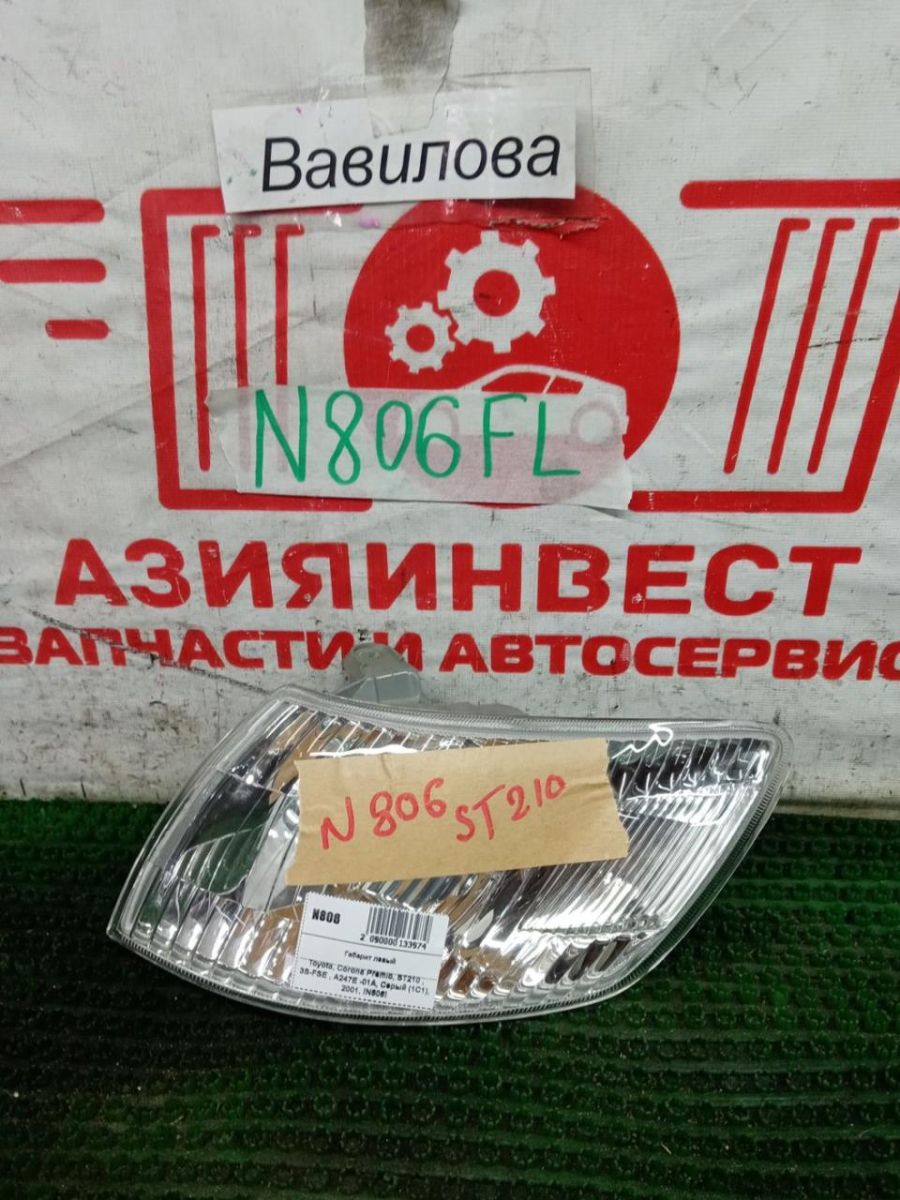 Вавилова
N806FL
АЗИЯИНВЕСТ
ЗАПЧАСТИ И АВТОСЕРВИС
N806 ST210
N806
2 090000 133974
Габарит левый
Toyota, Corona Premio, ST210 ,
3S-FSE , A247E -01A, Серый (1C1),
2001, (N806)